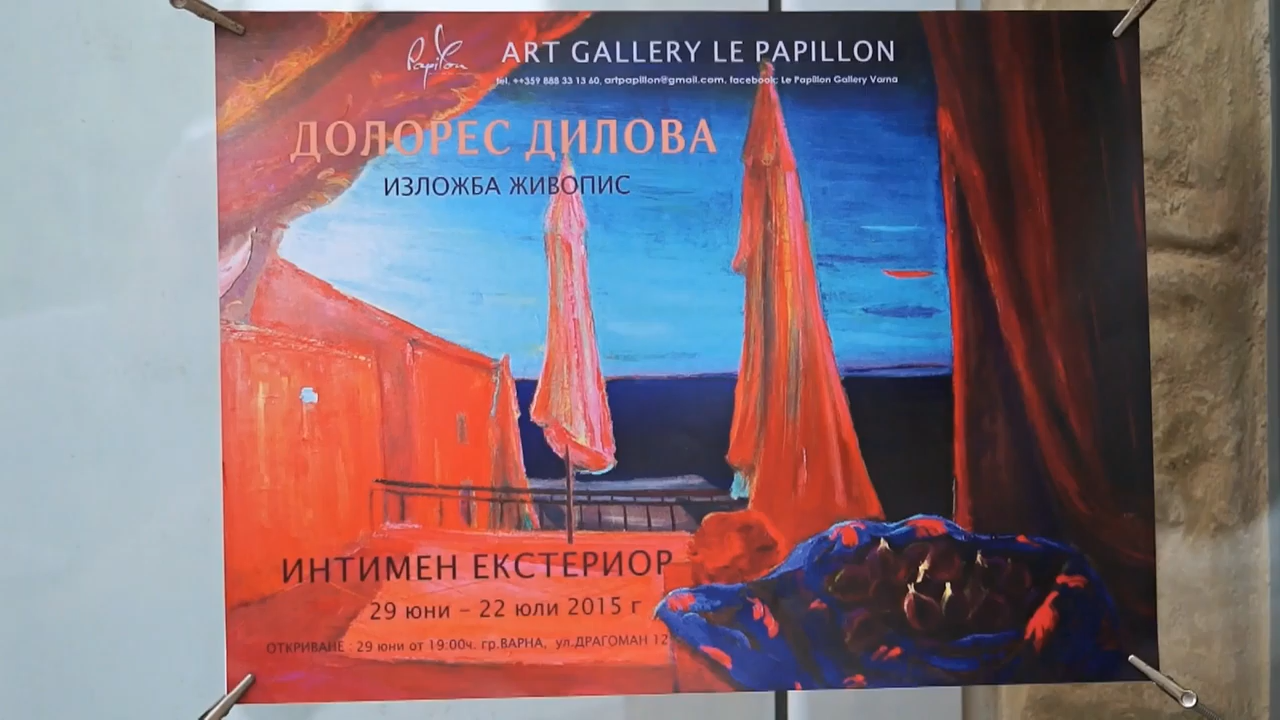 Papillon
ART GALLERY LE PAPILLON
tel. ++359 888 33 13 60, artpapillon@gmail.com, facebook: Le Papillon Gallery Varna
ДОЛОРЕС ДИЛОВА
ИЗЛОЖБА ЖИВОПИС
ИНТИМЕН ЕКСТЕРИОР
29 юни – 22 юли 2015 г
ОТКРИВАНЕ : 29 юни от 19:00ч. гр.ВАРНА, ул.ДРАГОМАН 12